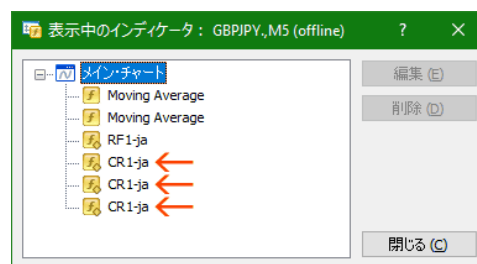 表示中のインディケータ： GBPJPY.,M5 (offline)
メイン・チャート
Moving Average
Moving Average
RF1-ja
CR1-ja
CR1-ja
CR1-ja
編集 (E)
削除 (D)
閉じる (C)